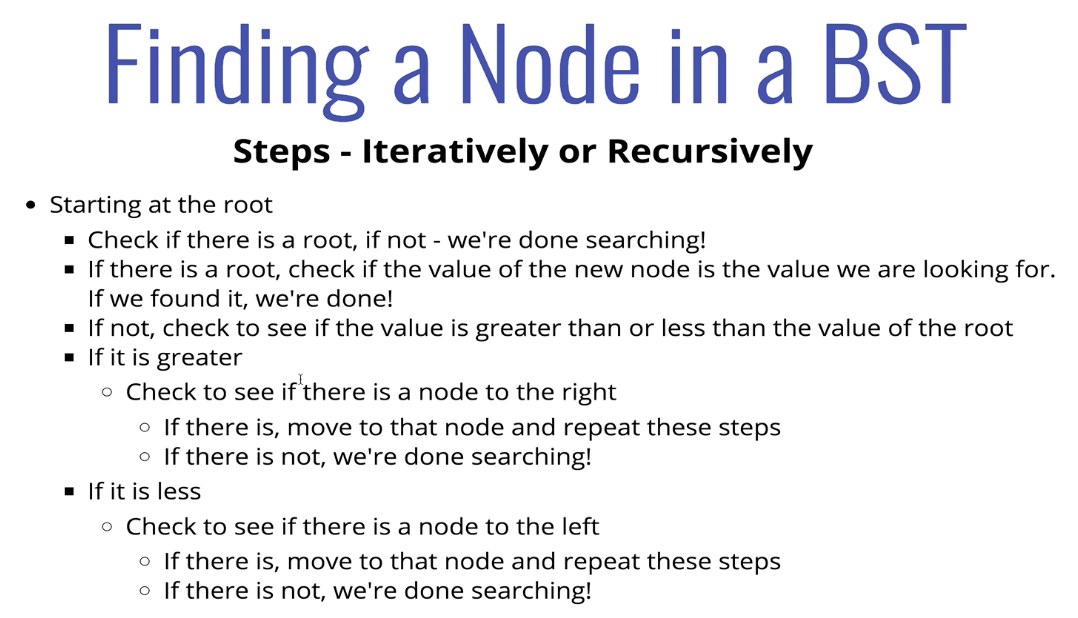 Finding a Node in a BST
Steps - Iteratively or Recursively
Starting at the root
Check if there is a root, if not - we're done searching!
If there is a root, check if the value of the new node is the value we are looking for.
If we found it, we're done!
If not, check to see if the value is greater than or less than the value of the root
If it is greater
Check to see if there is a node to the right
If there is, move to that node and repeat these steps
If there is not, we're done searching!
If it is less
Check to see if there is a node to the left
If there is, move to that node and repeat these steps
If there is not, we're done searching!